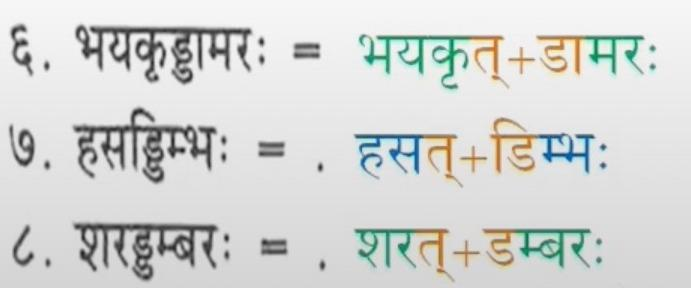 ६. भयकृड्डामरः = भयकृत्+डामरः
७. हसड्डिम्भः = . हसत्+डिम्भः
८. शरड्डम्बरः = . शरत्+डम्बरः